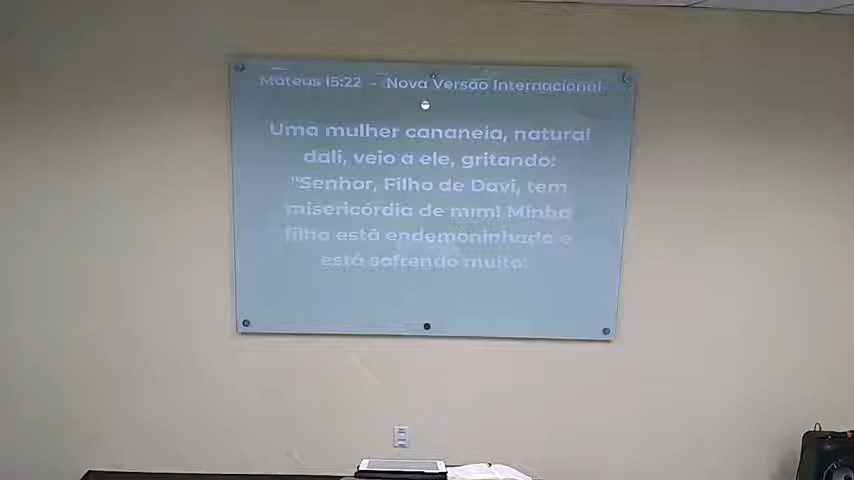 Mateus 15:22 - Nova Versão Internacional
Uma mulher cananeia, natural
dali, veio a ele, gritando:
"Senhor, Filho de Davi, tem
misericórdia de mim! Minha
filha está endemoninhada e
está sofrendo muito"